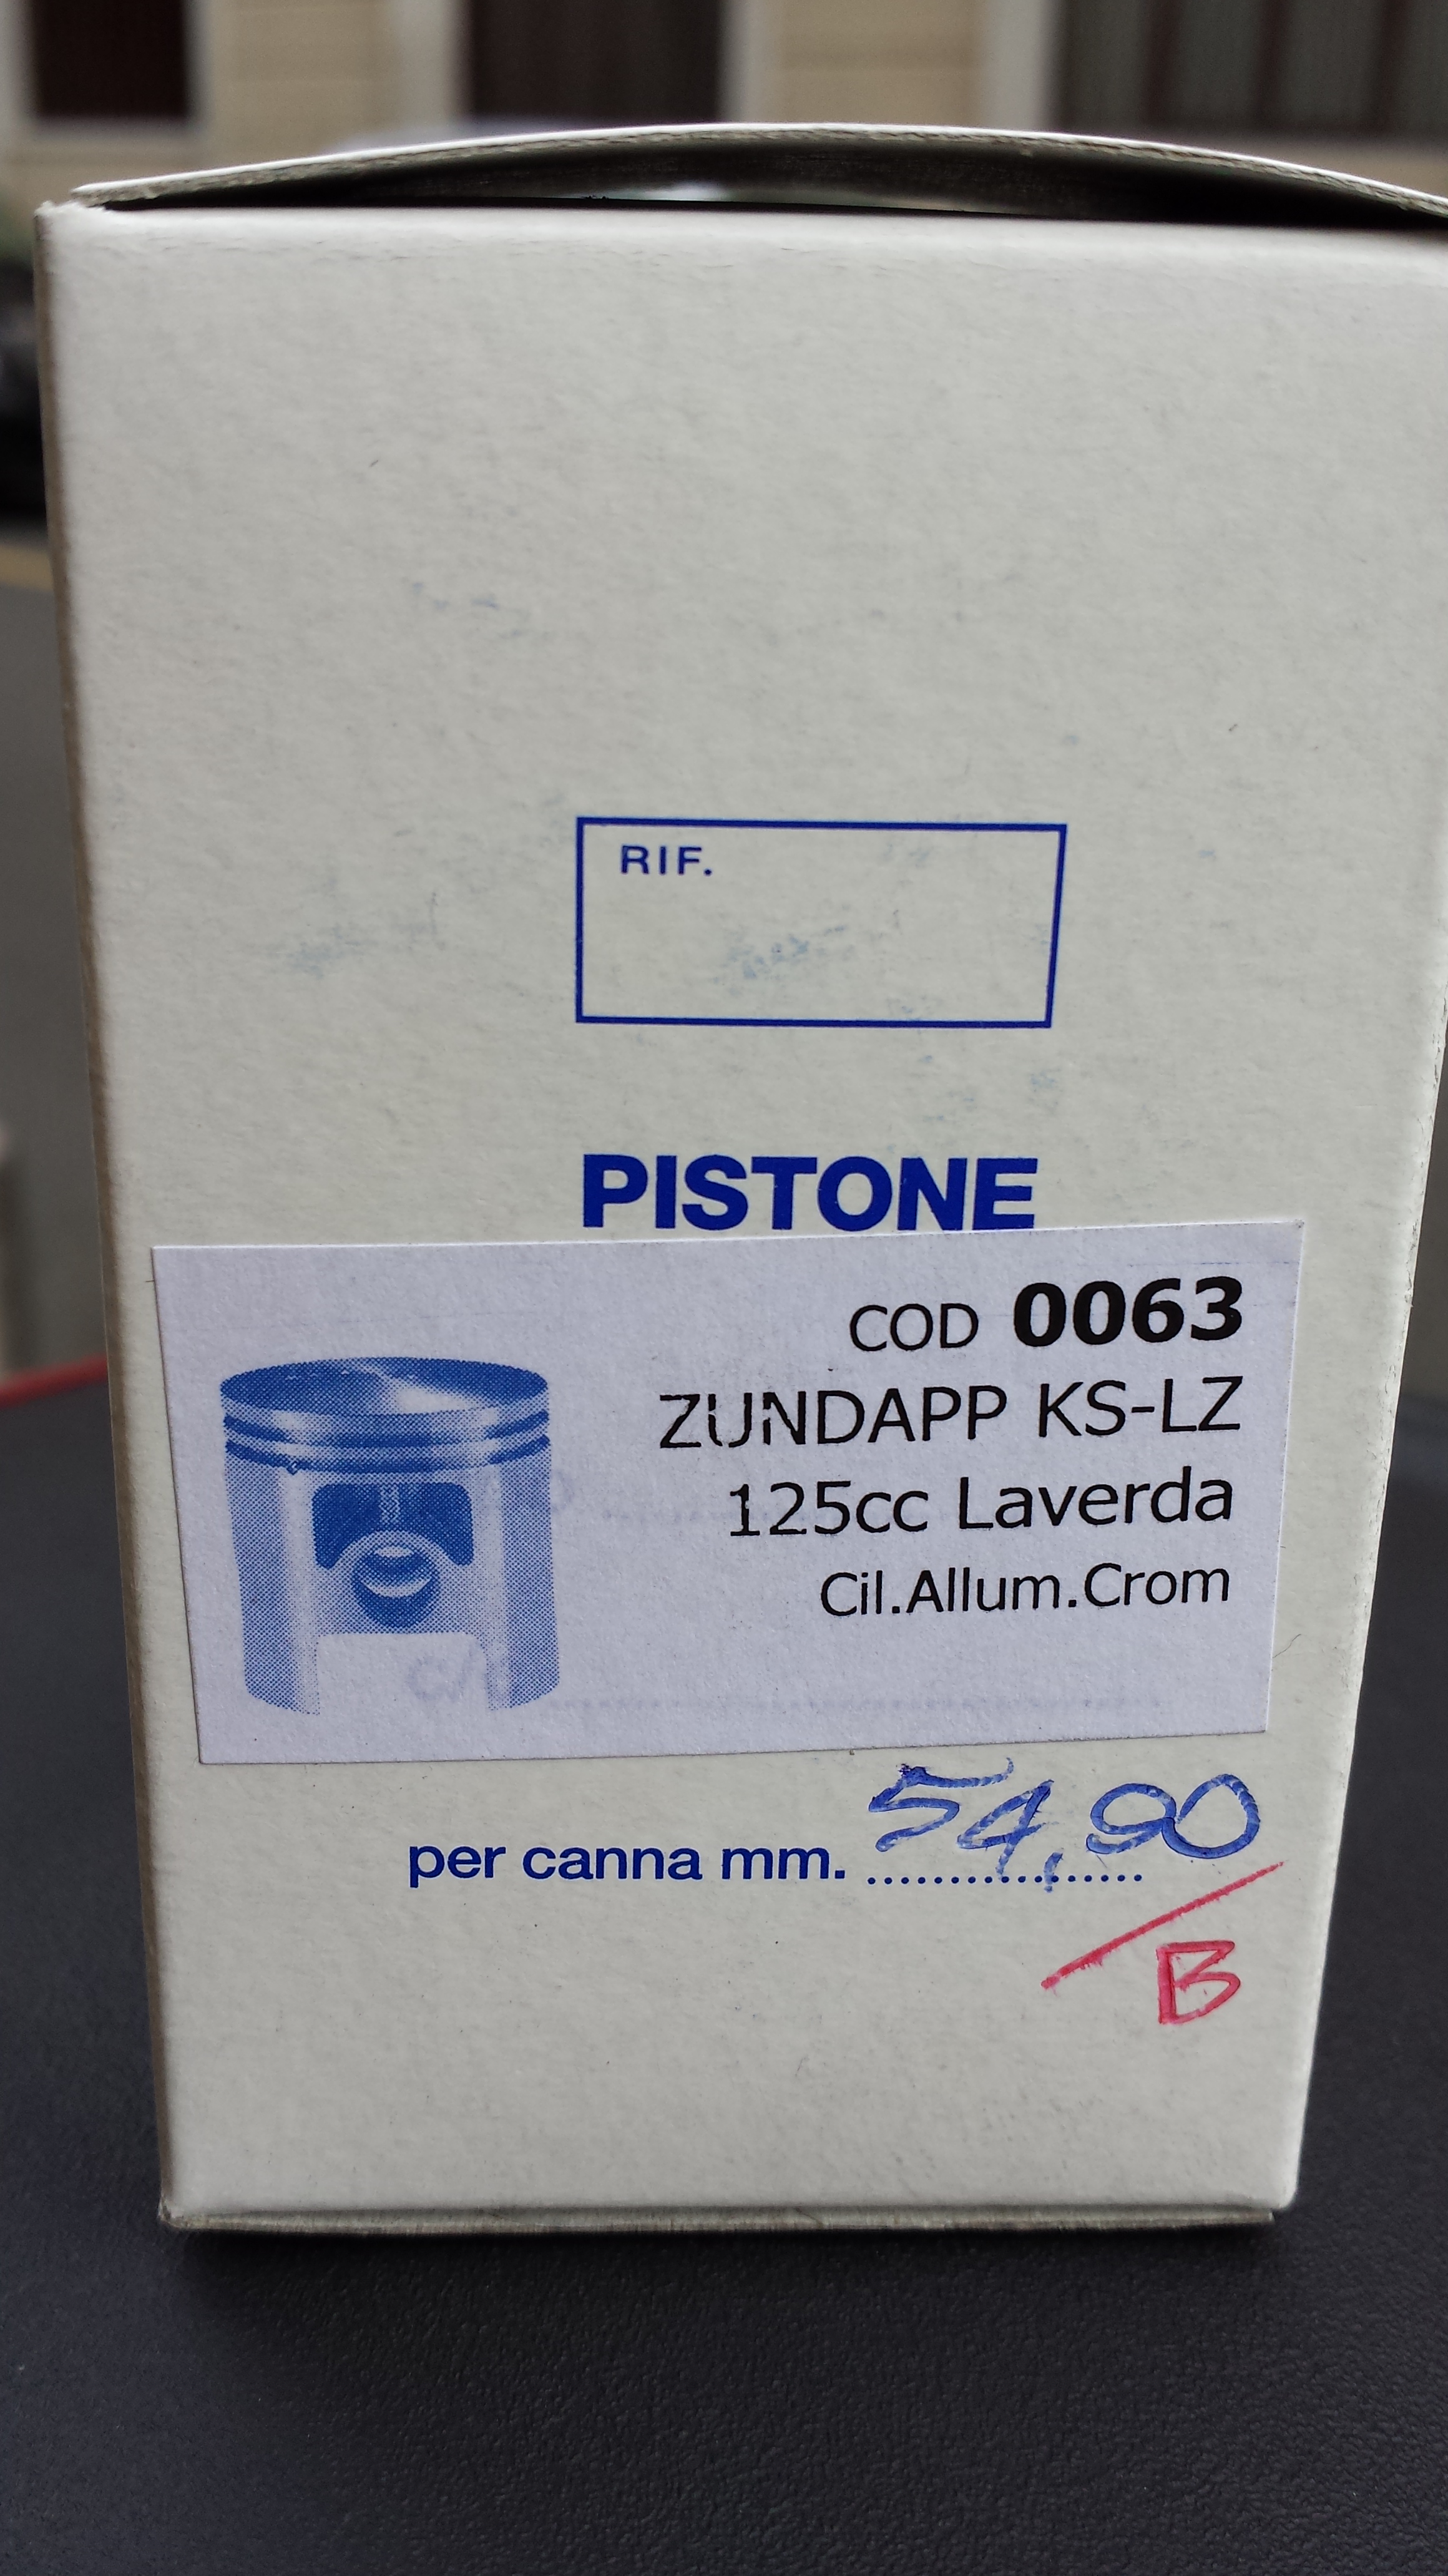 RIF.
PISTONE
COD 0063
ZUNDAPP KS-LZ
125cc Laverda
Cil.Allum.Crom
per canna mm. 54,90
/B